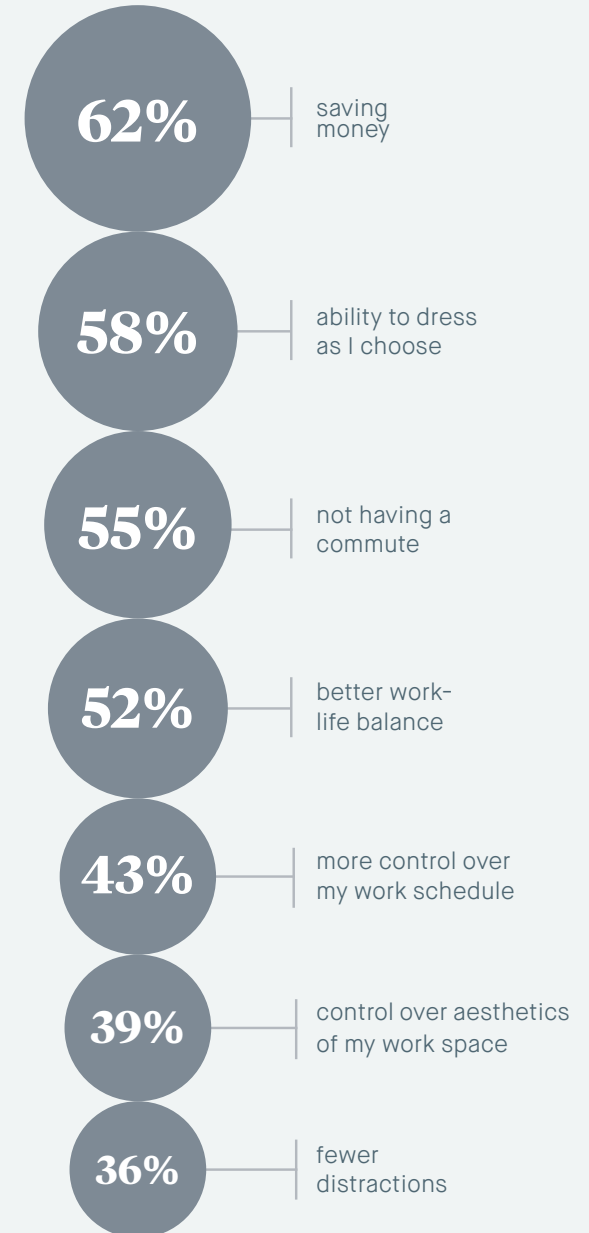 62%
saving
money
58%
ability to dress
as I choose
55%
not having a
commute
52%
better work-
life balance
43%
more control over
my work schedule
39%
control over aesthetics
of my work space
36%
fewer
distractions